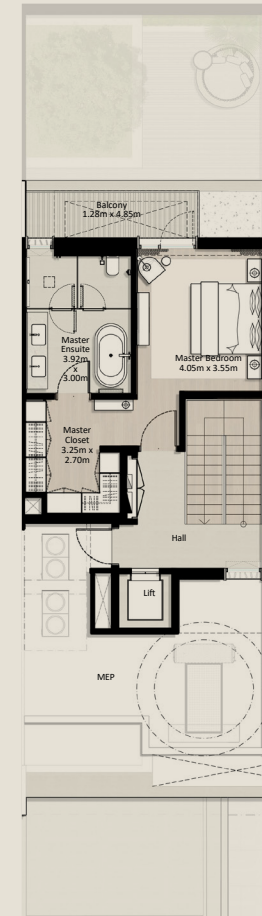 Balcony
1.28m x 4.85m
Master
Ensuite
3.92m
x
3.00m
Master Bedroom
4.05m x 3.55m
Master
Closet
3.25m x
2.70m
Hall
Lift
MEP